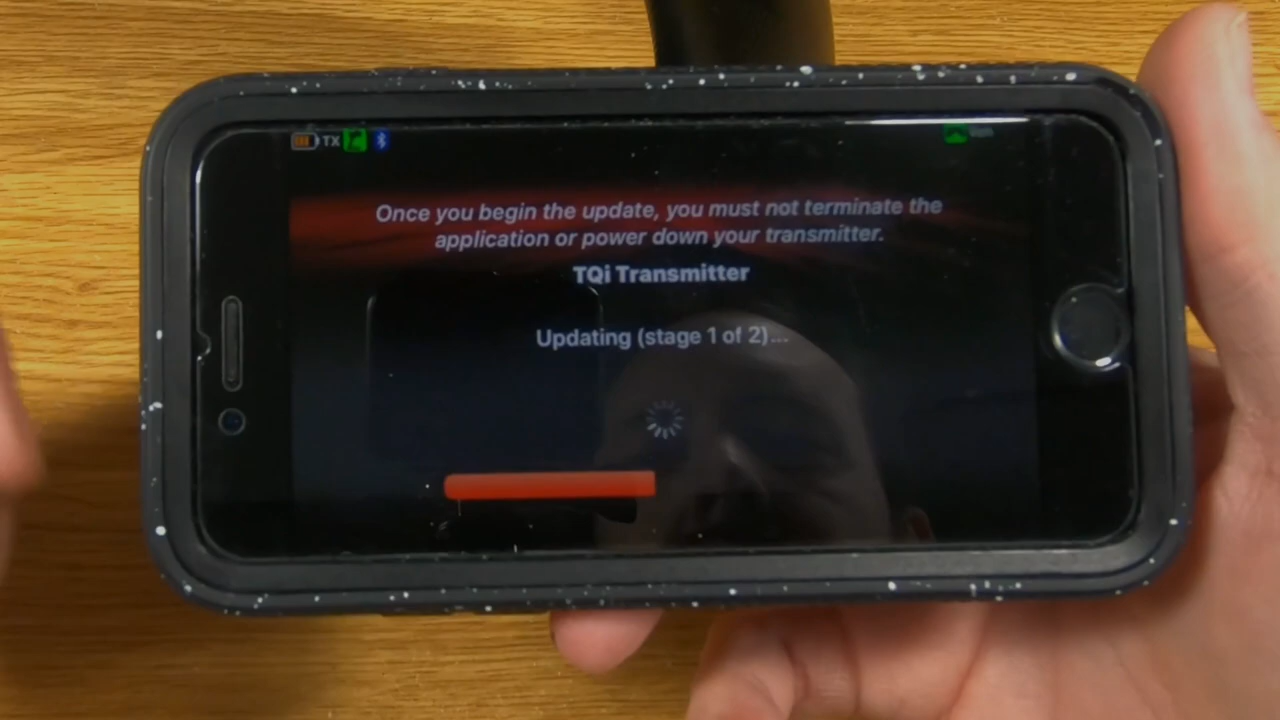 TX
Once you begin the update, you must not terminate the
application or power down your transmitter.
TQi Transmitter
Updating (stage 1 of 2)...